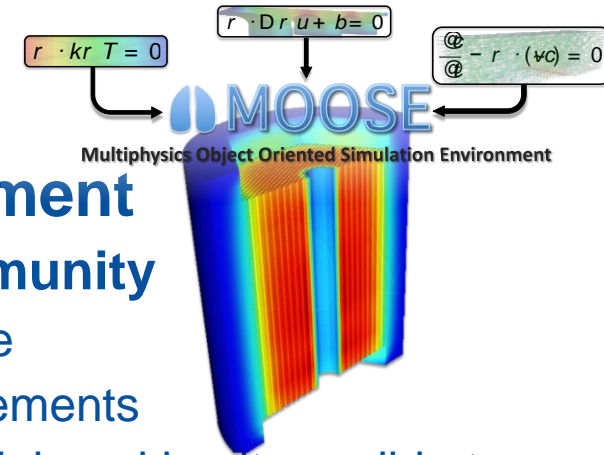 r · D r u + b = 0
r · kr T = 0
@c/@t − r · (vc) = 0
MOOSE
Multiphysics Object Oriented Simulation Environment
ment
munity
e
ements